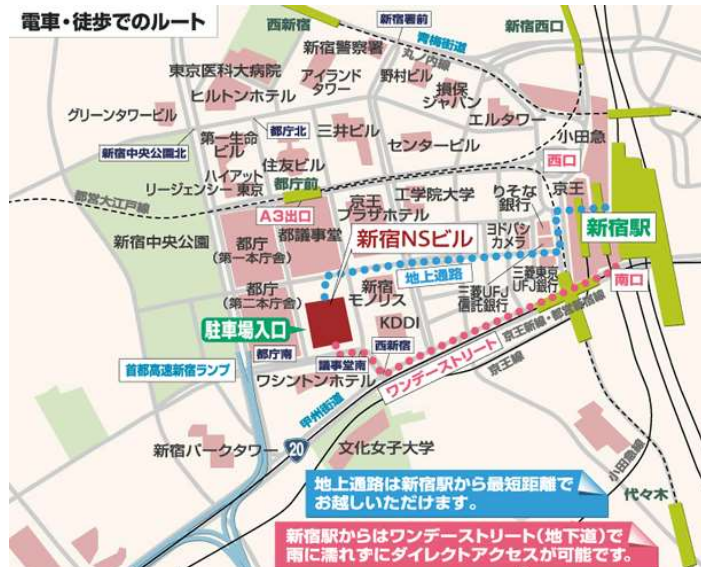 電車・徒歩でのルート
西新宿
新宿署前
新宿西口
青梅街道
丸ノ内線
新宿警察署
東京医科大病院
アイランド
タワー
野村ビル
ヒルトンホテル
損保
ジャパン
グリーンタワービル
エルタワー
都庁北
小田急
第一生命
ビル
三井ビル
センタービル
新宿中央公園北
住友ビル
西口
ハイアット
リージェンシー 東京
都庁前
京王
都営大江戸線
A3出口
京王
プラザホテル
工学院大学
りそな
銀行
新宿駅
新宿中央公園
都議事堂
新宿NSビル
ヨドバシ
カメラ
都庁
(第一本庁舎)
地上通路
三菱東京
UFJ銀行
南口
都庁
(第二本庁舎)
新宿
モノリス
三菱UFJ
信託銀行
駐車場入口
KDDI
京王新線・都営新宿線
都庁南
西新宿
ワンデーストリート
京王線
首都高速新宿ランプ
議事堂南
ワシントンホテル
甲州街道
新宿パークタワー
20
文化女子大学
小田急線
代々木
地上通路は新宿駅から最短距離で
お越しいただけます。
新宿駅からはワンデーストリート(地下道)で
雨に濡れずにダイレクトアクセスが可能です。